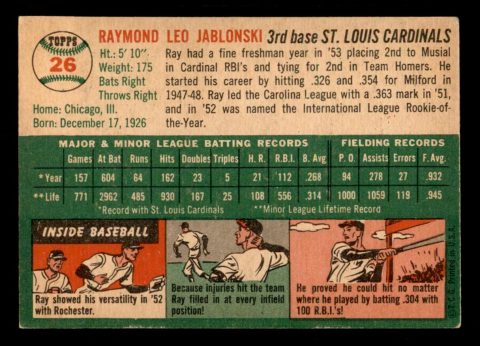 TOPPS
26
RAYMOND LEO JABLONSKI 3rd base ST. LOUIS CARDINALS
Ht.: 5' 10"
Weight: 175
Bats Right
Throws Right
Home: Chicago, Ill.
Born: December 17, 1926
Ray had a fine freshman year in '53 placing 2nd to Musial
in Cardinal RBI's and tying for 2nd in Team Homers. He
started his career by hitting .326 and .354 for Milford in
1947-48. Ray led the Carolina League with a .363 mark in '51,
and in '52 was named the International League Rookie-of-
the-Year.
MAJOR & MINOR LEAGUE BATTING RECORDS FIELDING RECORDS
Games At Bat Runs Hits Doubles Triples H. R. R.B.I. B. Avg P. O. Assists Errors F. Avg.
*Year 157 604 64 162 23 5 21 112 .268 94 278 27 .932
**Life 771 2962 485 930 167 25 108 556 .314 1000 1059 119 .945
*Record with St. Louis Cardinals **Minor League Lifetime Record
INSIDE BASEBALL
Ray showed his versatility in '52
with Rochester.
Because injuries hit the team
Ray filled in at every infield
position!
He proved he could hit no matter
where he played by batting .304 with
100 R.B.I.'s!
T. C. G. Printed in U.S.A.